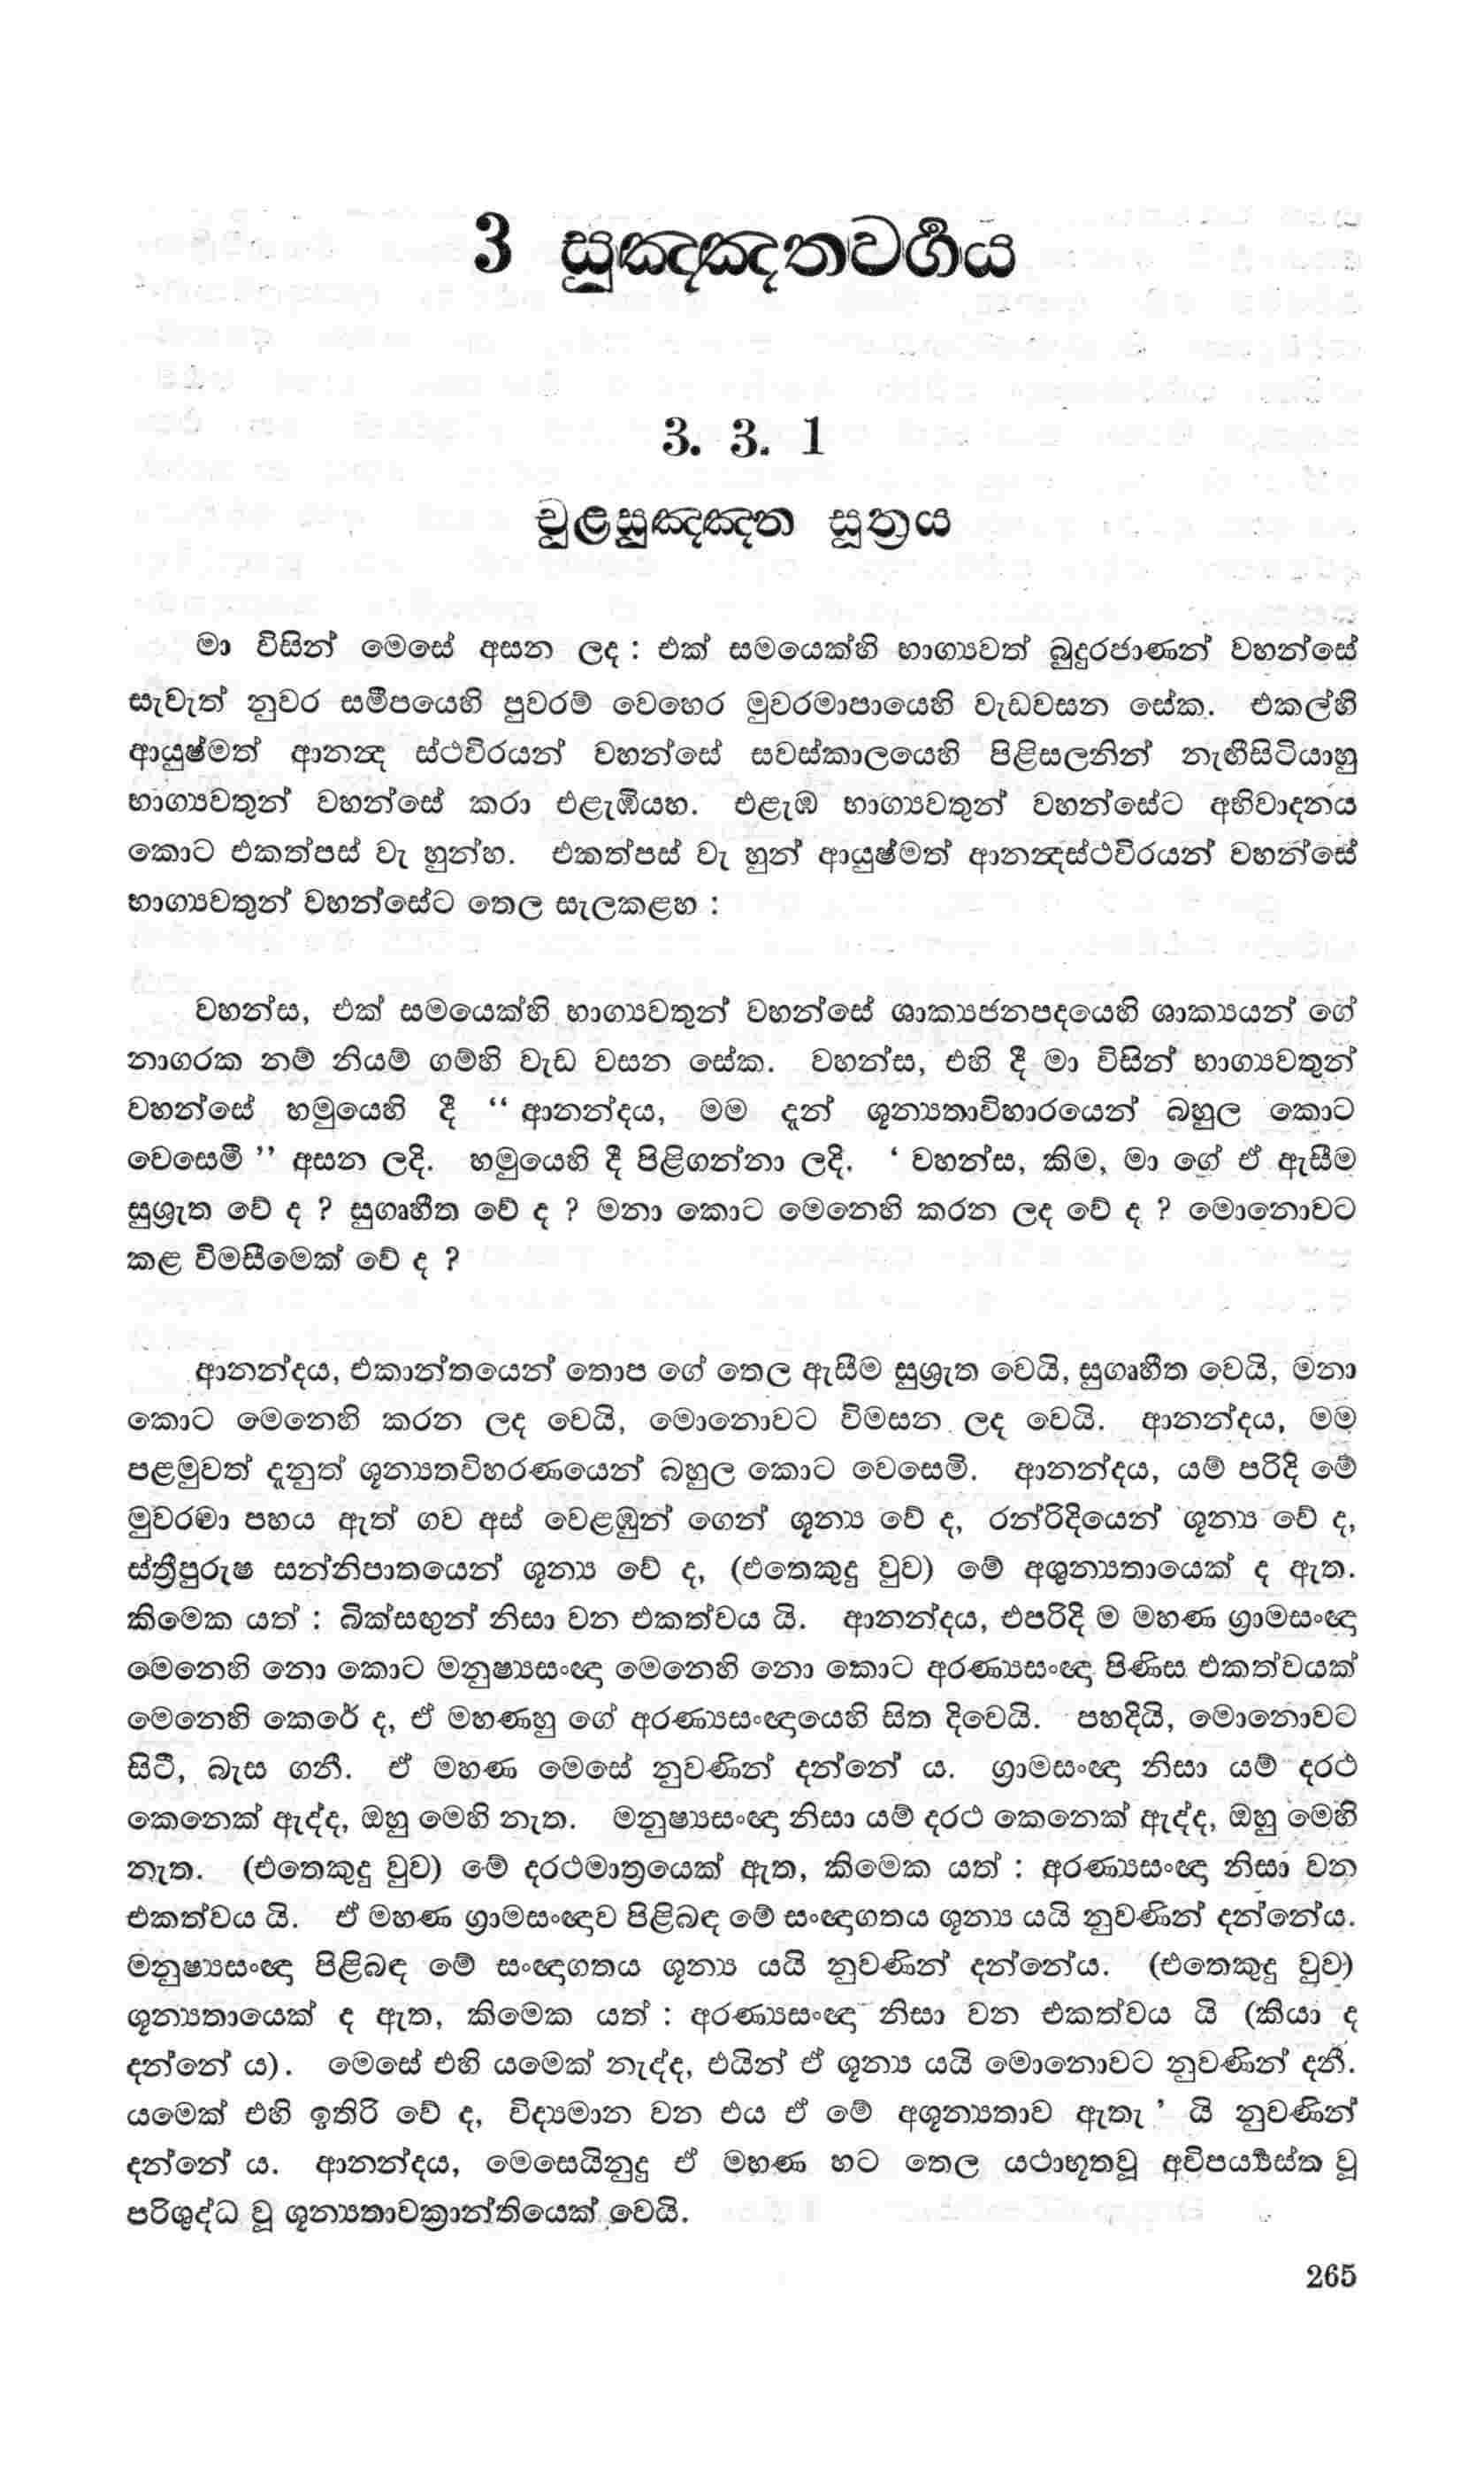 3 සුඤ්ඤතවර්‍ගය
3. 3. 1
චූළසුඤ්ඤත සූත්‍රය
මා විසින් මෙසේ අසන ලද : එක් සමයෙක්හි භාග්‍යවත් බුදුරජාණන් වහන්සේ
සැවැත් නුවර සමීපයෙහි පුවරම් වෙහෙර මුවරමාපායෙහි වැඩවසන සේක. එකල්හි
ආයුෂ්මත් ආනන්‍ද ස්ථවිරයන් වහන්සේ සවස්කාලයෙහි පිළිසලනින් නැඟීසිටියාහු
භාග්‍යවතුන් වහන්සේ කරා එළැඹියහ. එළැඹ භාග්‍යවතුන් වහන්සේට අභිවාදනය
කොට එකත්පස් වැ හුන්හ. එකත්පස් වැ හුන් ආයුෂ්මත් ආනන්‍දස්ථවිරයන් වහන්සේ
භාග්‍යවතුන් වහන්සේට තෙල සැලකළහ :
වහන්ස, එක් සමයෙක්හි භාග්‍යවතුන් වහන්සේ ශාක්‍යජනපදයෙහි ශාක්‍යයන් ගේ
නාගරක නම් නියම් ගම්හි වැඩ වසන සේක. වහන්ස, එහි දී මා විසින් භාග්‍යවතුන්
වහන්සේ හමුයෙහි දී “ ආනන්දය, මම දැන් ශූන්‍යතාවිහාරයෙන් බහුල කොට
වෙසෙමි ” අසන ලදි. හමුයෙහි දී පිළිගන්නා ලදි. ‘ වහන්ස, කිම, මා ගේ ඒ ඇසීම
සුශ්‍රැත වේ ද ? සුගෘහීත වේ ද ? මනා කොට මෙනෙහි කරන ලද වේ ද ? මොනොවට
කළ විමසීමෙක් වේ ද ?
ආනන්දය, එකාන්තයෙන් තොප ගේ තෙල ඇසීම සුශ්‍රැත වෙයි, සුගෘහීත වෙයි, මනා
කොට මෙනෙහි කරන ලද වෙයි, මොනොවට විමසන ලද වෙයි. ආනන්දය, මම
පළමුවත් දැනුත් ශූන්‍යතවිහරණයෙන් බහුල කොට වෙසෙමි. ආනන්දය, යම් පරිදි මේ
මුවරමා පහය ඇත් ගව අස් වෙළඹුන් ගෙන් ශූන්‍ය වේ ද, රන්රිදියෙන් ශූන්‍ය වේ ද,
ස්ත්‍රීපුරුෂ සන්නිපාතයෙන් ශූන්‍ය වේ ද, (එතෙකුදු වුව) මේ අශුන්‍යතායෙක් ද ඇත.
කිමෙක යත් : බික්සඟුන් නිසා වන එකත්වය යි. ආනන්දය, එපරිදි ම මහණ ග්‍රාමසංඥා
මෙනෙහි නො කොට මනුෂ්‍යසංඥා මෙනෙහි නො කොට අරණ්‍යසංඥා පිණිස එකත්වයක්
මෙනෙහි කෙරේ ද, ඒ මහණහු ගේ අරණ්‍යසංඥායෙහි සිත දිවෙයි. පහදියි, මොනොවට
සිටී, බැස ගනී. ඒ මහණ මෙසේ නුවණින් දන්නේ ය. ග්‍රාමසංඥා නිසා යම් දරථ
කෙනෙක් ඇද්ද, ඔහු මෙහි නැත. මනුෂ්‍යසංඥා නිසා යම් දරථ කෙනෙක් ඇද්ද, ඔහු මෙහි
නැත. (එතෙකුදු වුව) මේ දරථමාත්‍රයෙක් ඇත, කිමෙක යත් : අරණ්‍යසංඥා නිසා වන
එකත්වය යි. ඒ මහණ ග්‍රාමසංඥාව පිළිබඳ මේ සංඥාගතය ශූන්‍ය යයි නුවණින් දන්නේය.
මනුෂ්‍යසංඥා පිළිබඳ මේ සංඥාගතය ශූන්‍ය යයි නුවණින් දන්නේය. (එතෙකුදු වුව)
ශූන්‍යතායෙක් ද ඇත, කිමෙක යත් : අරණ්‍යසංඥා නිසා වන එකත්වය යි (කියා ද
දන්නේ ය). මෙසේ එහි යමෙක් නැද්ද, එයින් ඒ ශූන්‍ය යයි මොනොවට නුවණින් දනී.
යමෙක් එහි ඉතිරි වේ ද, විද්‍යමාන වන එය ඒ මේ අශූන්‍යතාව ඇතැ ’ යි නුවණින්
දන්නේ ය. ආනන්දය, මෙසෙයිනුදු ඒ මහණ හට තෙල යථාභූතවූ අවිපර්‍ය්‍යස්ත වූ
පරිශුද්ධ වූ ශූන්‍යතාවක්‍රාන්තියෙක් වෙයි.
265